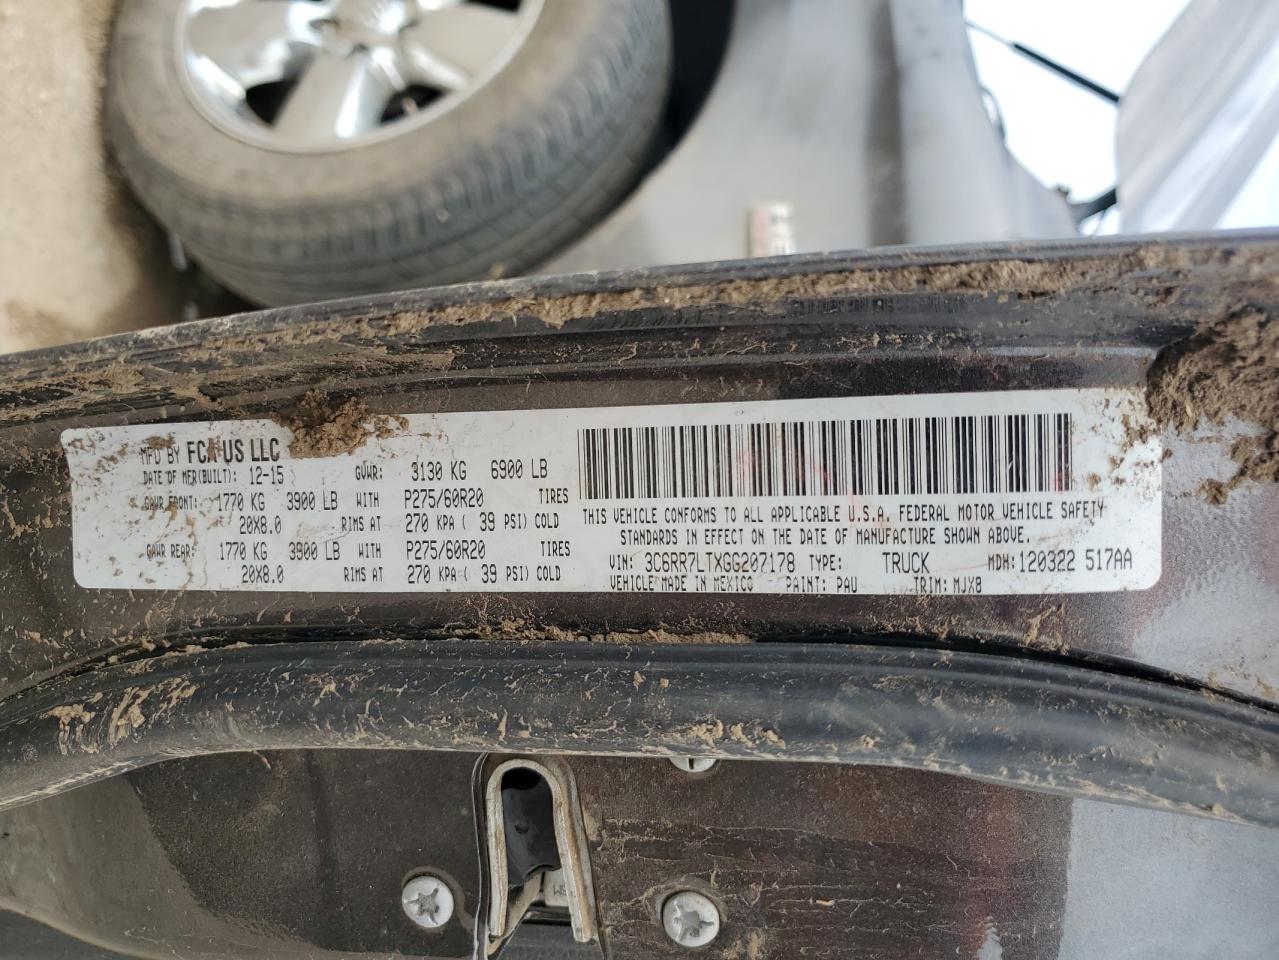 MFD BY FCA US LLC
DATE OF MFR(BUILT): 12-15 GVWR: 3130 KG 6900 LB
GAWR FRONT: 1770 KG 3900 LB WITH P275/60R20 TIRES
20X8.0 RIMS AT 270 KPA ( 39 PSI) COLD
GAWR REAR: 1770 KG 3900 LB WITH P275/60R20 TIRES
20X8.0 RIMS AT 270 KPA ( 39 PSI) COLD
THIS VEHICLE CONFORMS TO ALL APPLICABLE U.S.A. FEDERAL MOTOR VEHICLE SAFETY
STANDARDS IN EFFECT ON THE DATE OF MANUFACTURE SHOWN ABOVE.
VIN: 3C6RR7LTXGG207178 TYPE: TRUCK MDH: 120322 517AA
VEHICLE MADE IN MEXICO PAINT: PAU TRIM: MJX8